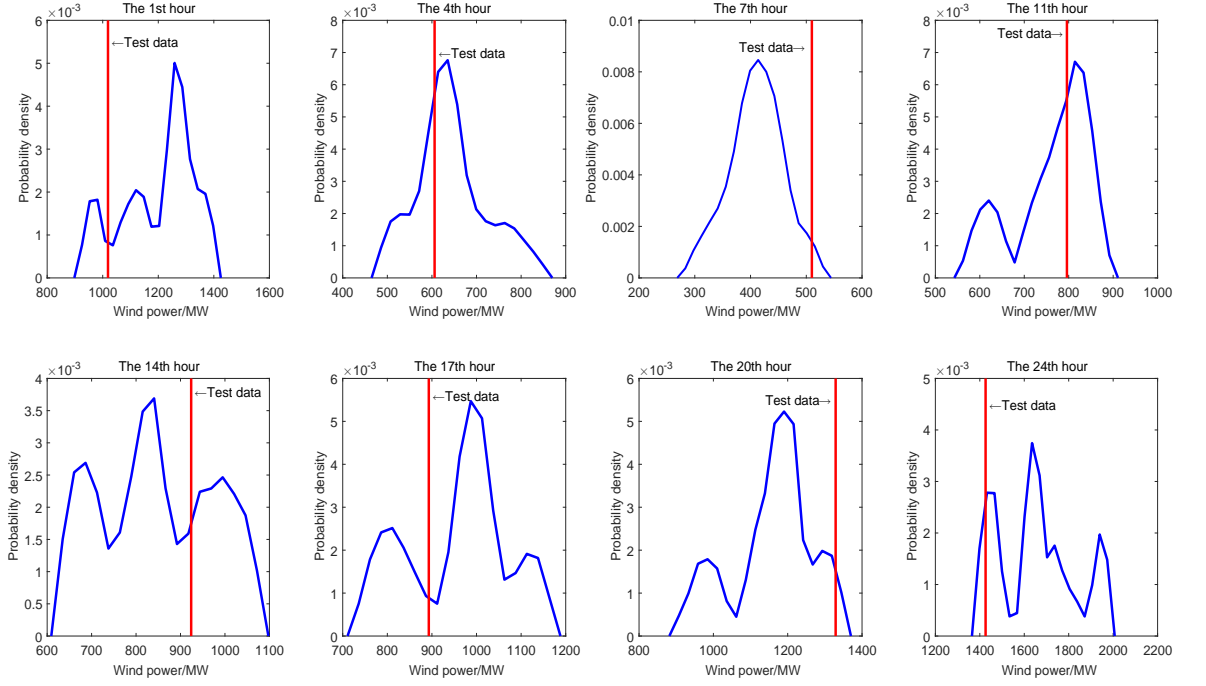 The 1st hour
×10⁻³
6
5
4
3
2
1
0
800 1000 1200 1400 1600
Probability density
Wind power/MW
←Test data
The 4th hour
×10⁻³
8
7
6
5
4
3
2
1
0
400 500 600 700 800 900
Probability density
Wind power/MW
←Test data
The 7th hour
0.01
0.008
0.006
0.004
0.002
0
200 300 400 500 600
Probability density
Wind power/MW
Test data→
The 11th hour
×10⁻³
8
7
6
5
4
3
2
1
0
500 600 700 800 900 1000
Probability density
Wind power/MW
Test data→
The 14th hour
×10⁻³
4
3.5
3
2.5
2
1.5
1
0.5
0
600 700 800 900 1000 1100
Probability density
Wind power/MW
←Test data
The 17th hour
×10⁻³
6
5
4
3
2
1
0
700 800 900 1000 1100 1200
Probability density
Wind power/MW
←Test data
The 20th hour
×10⁻³
6
5
4
3
2
1
0
800 1000 1200 1400
Probability density
Wind power/MW
Test data→
The 24th hour
×10⁻³
5
4
3
2
1
0
1200 1400 1600 1800 2000 2200
Probability density
Wind power/MW
←Test data